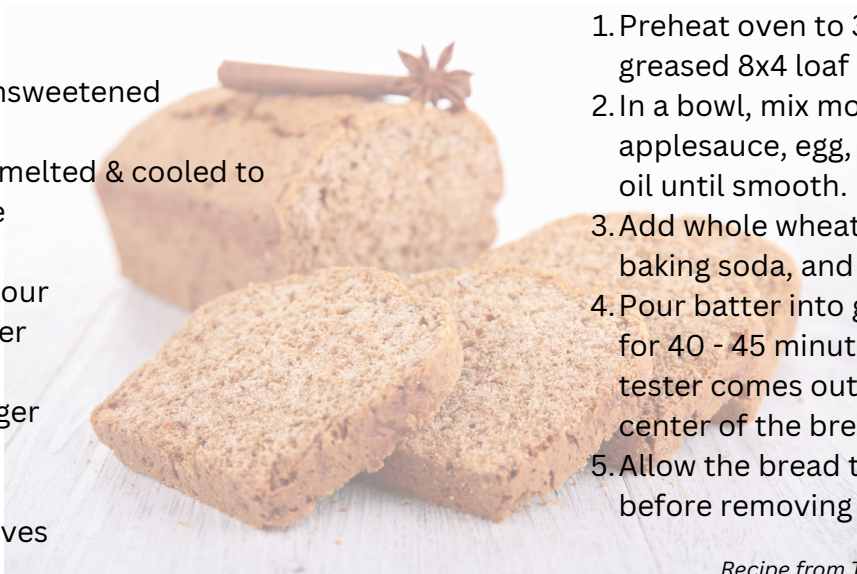 nsweetened
melted & cooled to
e
our
er
ger
ves
1. Preheat oven to 3
greased 8x4 loaf
2. In a bowl, mix mo
applesauce, egg,
oil until smooth.
3. Add whole wheat
baking soda, and
4. Pour batter into g
for 40 - 45 minut
tester comes out
center of the bre
5. Allow the bread t
before removing
Recipe from T